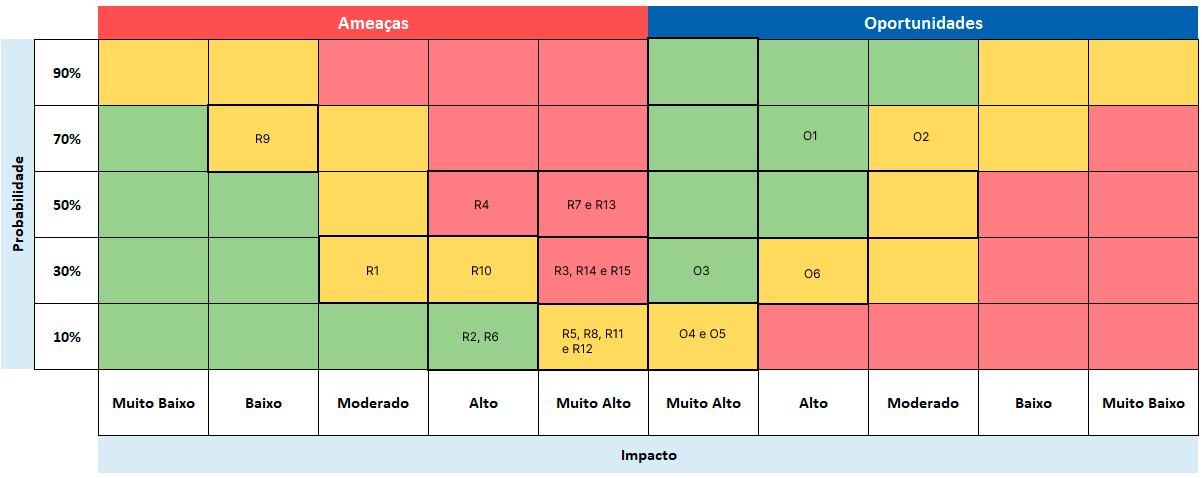 Ameaças Oportunidades
Probabilidade
90%
70% R9 O1 O2
50% R4 R7 e R13
30% R1 R10 R3, R14 e R15 O3 O6
10% R2, R6 R5, R8, R11 O4 e O5
e R12
Muito Baixo Baixo Moderado Alto Muito Alto Muito Alto Alto Moderado Baixo Muito Baixo
Impacto